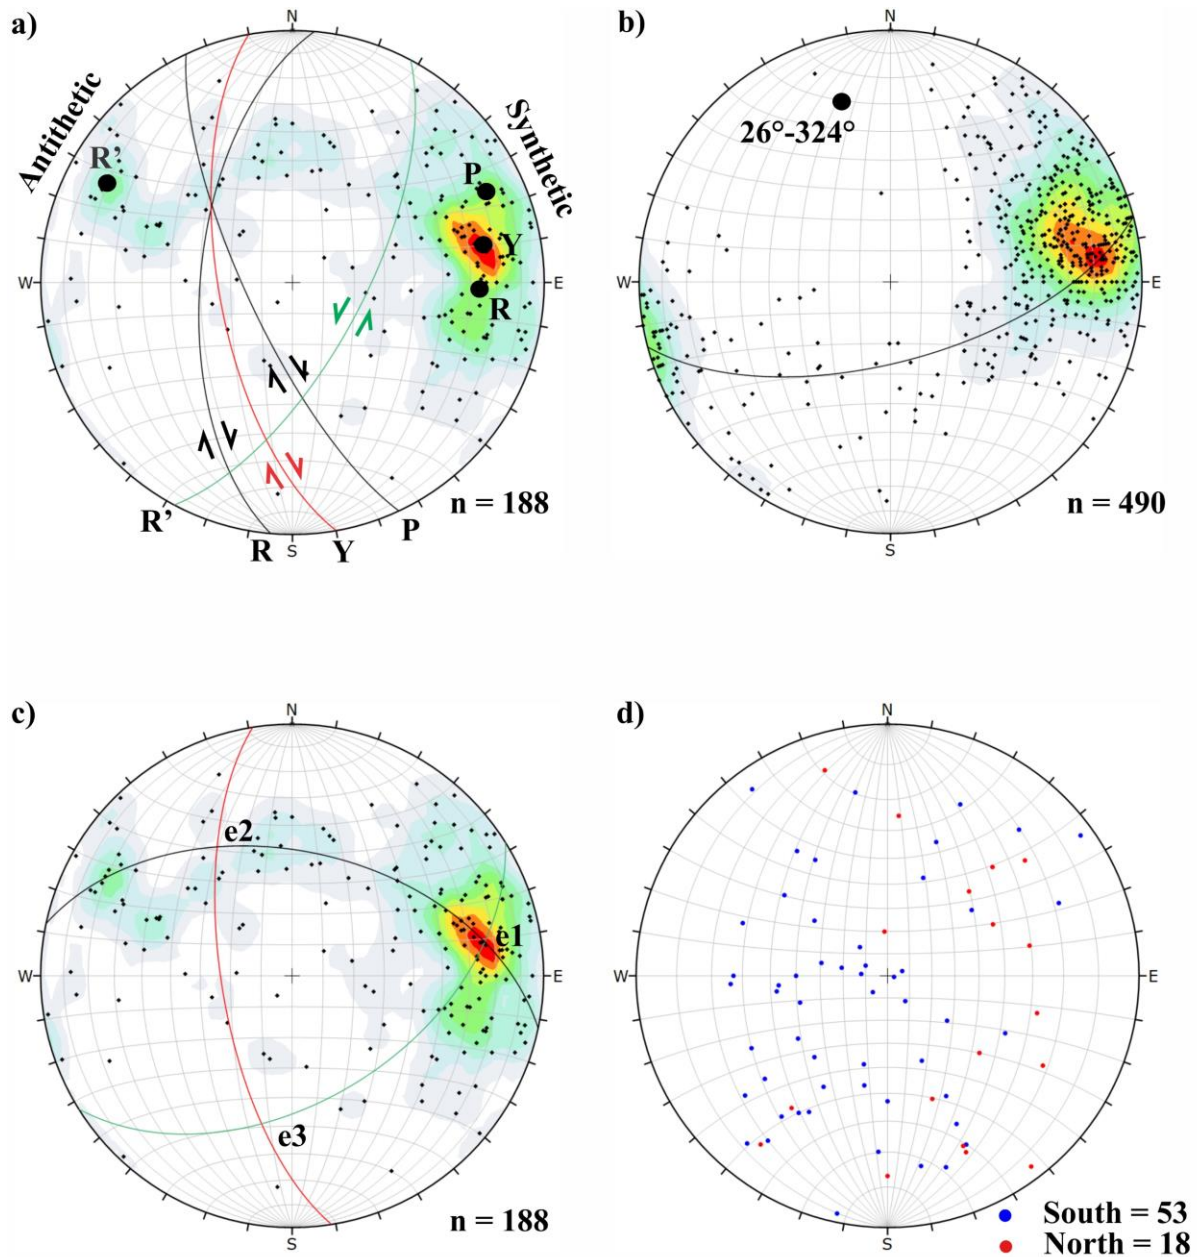 a)
N
Antithetic
Synthetic
R'
P
Y
R
W
E
R'
R
S
Y
P
n = 188
b)
N
26°-324°
W
E
S
n = 490
c)
N
e2
e1
W
E
e3
S
n = 188
d)
N
W
E
S
South = 53
North = 18